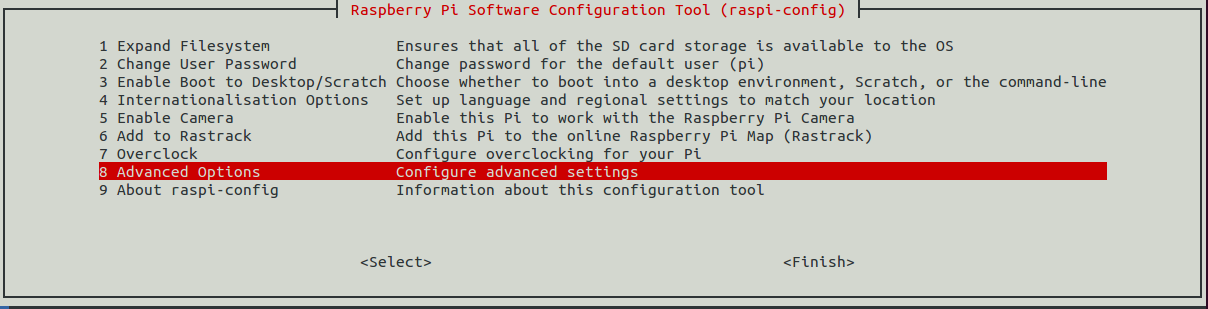 Raspberry Pi Software Configuration Tool (raspi-config)
1 Expand Filesystem Ensures that all of the SD card storage is available to the OS
2 Change User Password Change password for the default user (pi)
3 Enable Boot to Desktop/Scratch Choose whether to boot into a desktop environment, Scratch, or the command-line
4 Internationalisation Options Set up language and regional settings to match your location
5 Enable Camera Enable this Pi to work with the Raspberry Pi Camera
6 Add to Rastrack Add this Pi to the online Raspberry Pi Map (Rastrack)
7 Overclock Configure overclocking for your Pi
8 Advanced Options Configure advanced settings
9 About raspi-config Information about this configuration tool
<Select> <Finish>